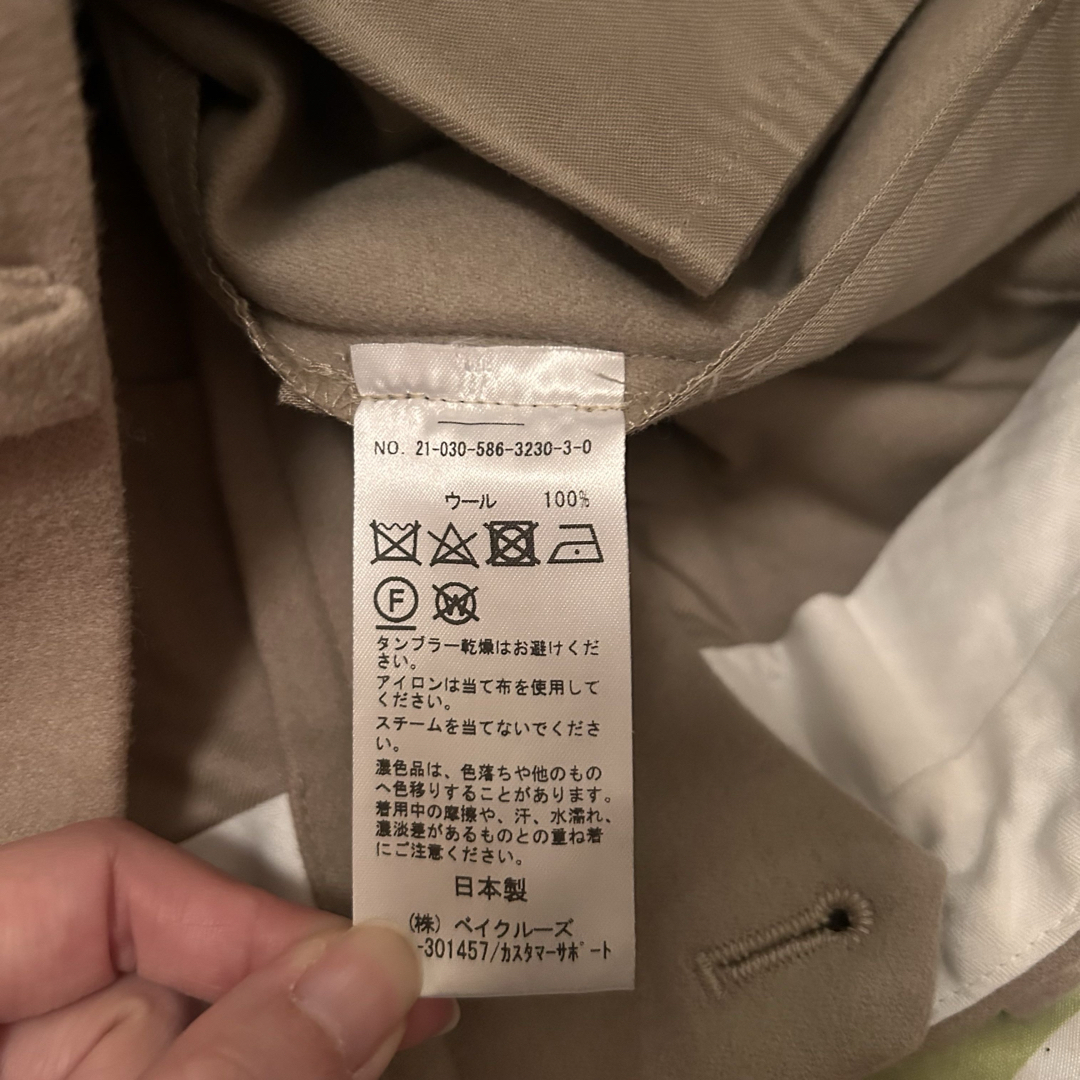 NO. 21-030-586-3230-3-0
ウール 100%
F
W
タンブラー乾燥はお避けくだ
さい。
アイロンは当て布を使用して
ください。
スチームを当てないでくださ
い。
濃色品は、色落ちや他のもの
へ色移りすることがあります。
着用中の摩擦や、汗、水濡れ、
濃淡差があるものとの重ね着
にご注意ください。
日本製
(株) ベイクルーズ
-301457/カスタマーサポート